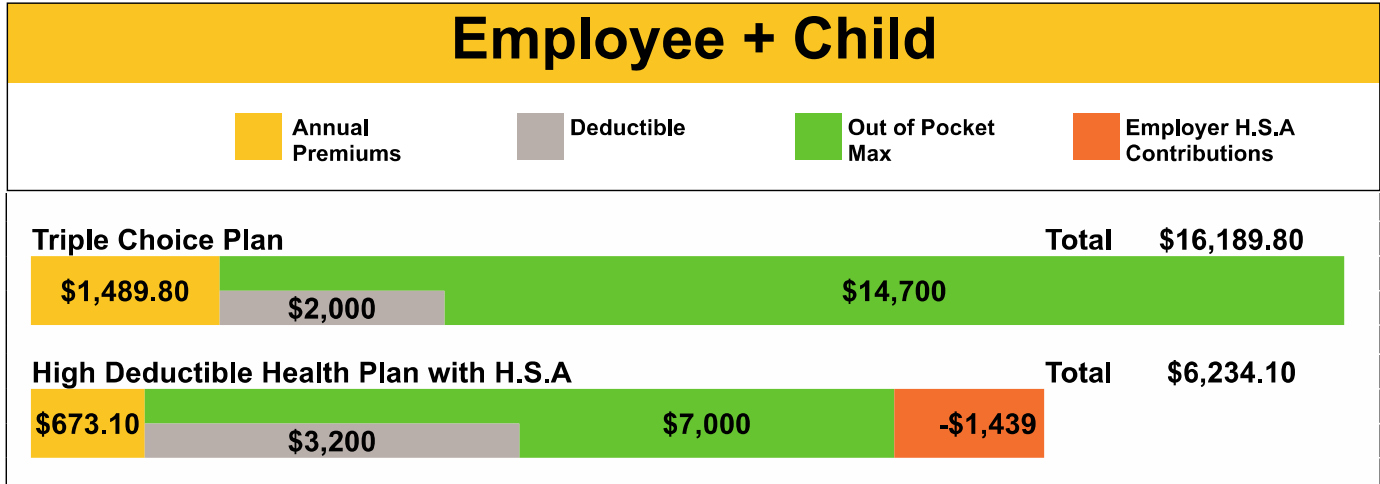 Employee + Child
Annual
Premiums
Deductible
Out of Pocket
Max
Employer H.S.A
Contributions
Triple Choice Plan Total $16,189.80
$1,489.80 $2,000 $14,700
High Deductible Health Plan with H.S.A Total $6,234.10
$673.10 $3,200 $7,000 -$1,439